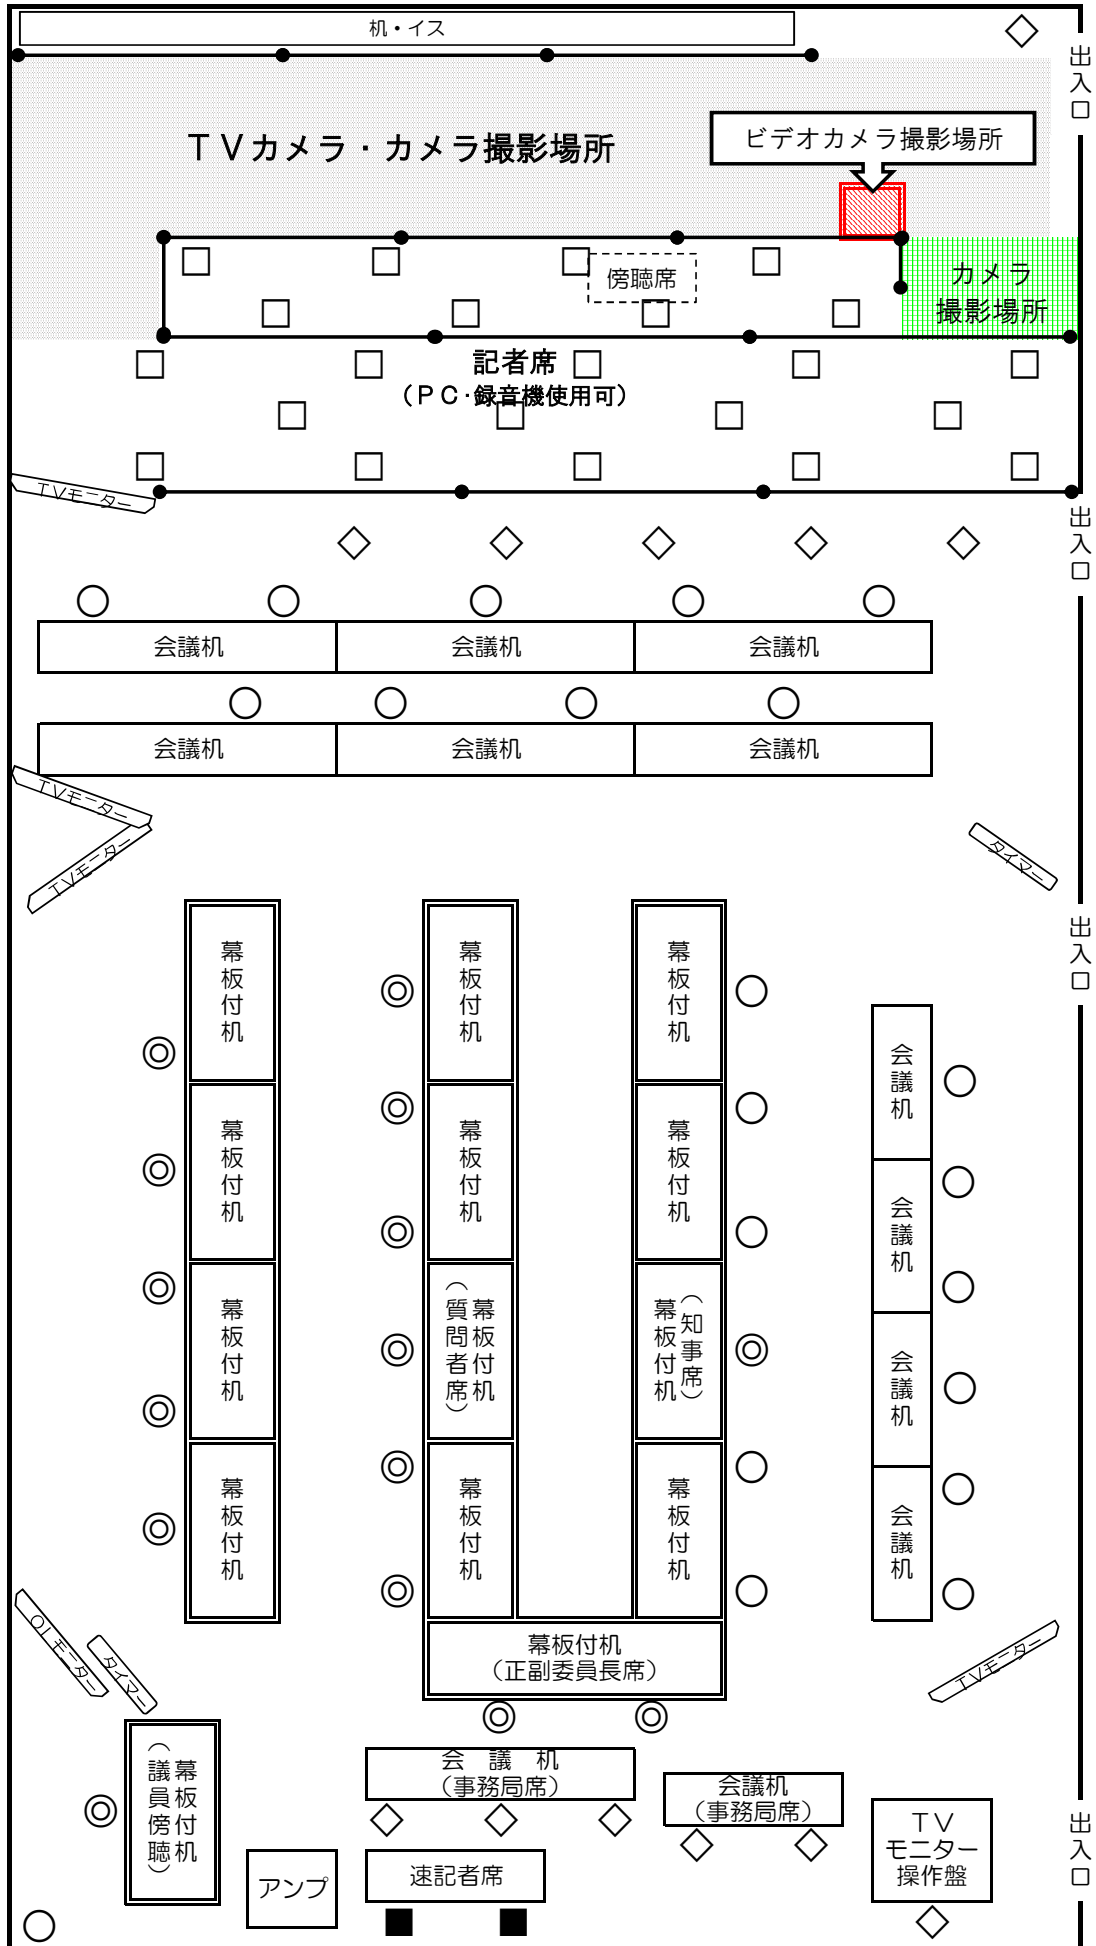 机・イス
出入口
ＴＶカメラ・カメラ撮影場所
ビデオカメラ撮影場所
傍聴席
カメラ
撮影場所
記者席
（ＰＣ・録音機使用可）
ＴＶモニター
出入口
会議机
会議机
会議机
会議机
会議机
会議机
ＴＶモニター
ＴＶモニター
タイマー
出入口
幕板付机
幕板付机
幕板付机
会議机
幕板付机
幕板付机
幕板付机
会議机
幕板付机
幕板付机
（質問者席）
幕板付机
（知事席）
会議机
幕板付机
幕板付机
幕板付机
会議机
ＯＬモニター
タイマー
幕板付机
（正副委員長席）
ＴＶモニター
幕板付机
（議員傍聴）
会　議　机
（事務局席）
会議机
（事務局席）
ＴＶ
モニター
操作盤
出入口
アンプ
速記者席